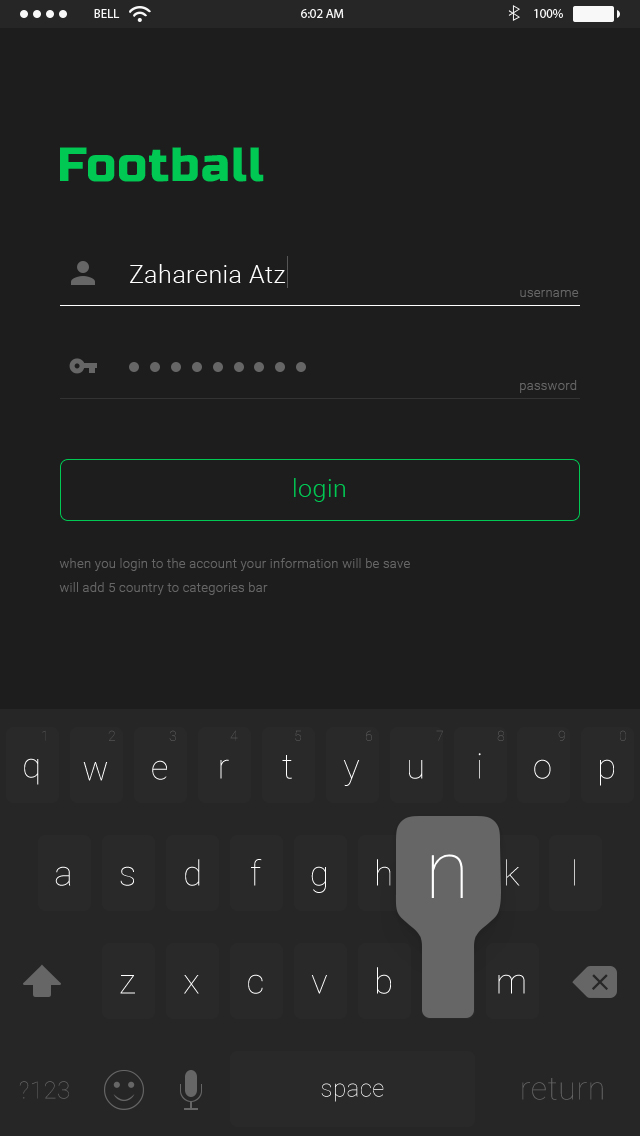 BELL 6:02 AM 100%
Football
Zaharenia Atz
username
password
login
when you login to the account your information will be save
will add 5 country to categories bar
1 2 3 4 5 6 7 8 9 0
q w e r t y u i o p
a s d f g h k l
n
z x c v b m
?123 space return